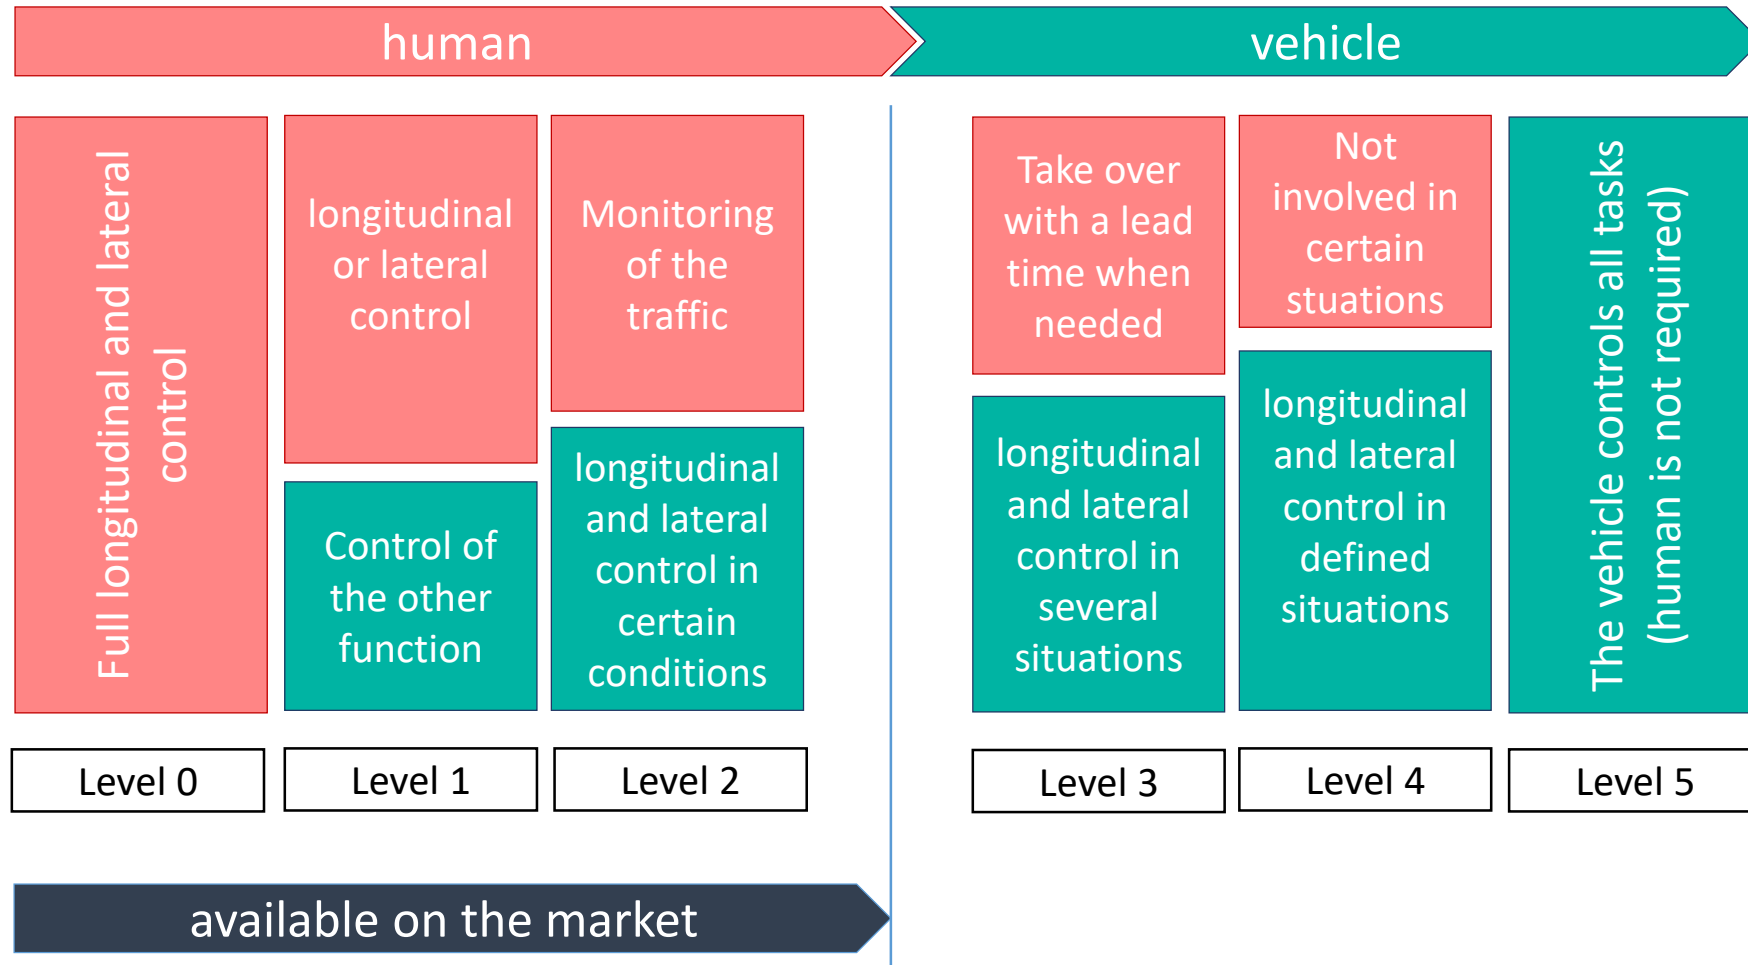 human
vehicle
Full longitudinal and lateral
control
longitudinal
or lateral
control
Control of
the other
function
Monitoring
of the
traffic
longitudinal
and lateral
control in
certain
conditions
Take over
with a lead
time when
needed
longitudinal
and lateral
control in
several
situations
Not
involved in
certain
stuations
longitudinal
and lateral
control in
defined
situations
The vehicle controls all tasks
(human is not required)
Level 0
Level 1
Level 2
Level 3
Level 4
Level 5
available on the market